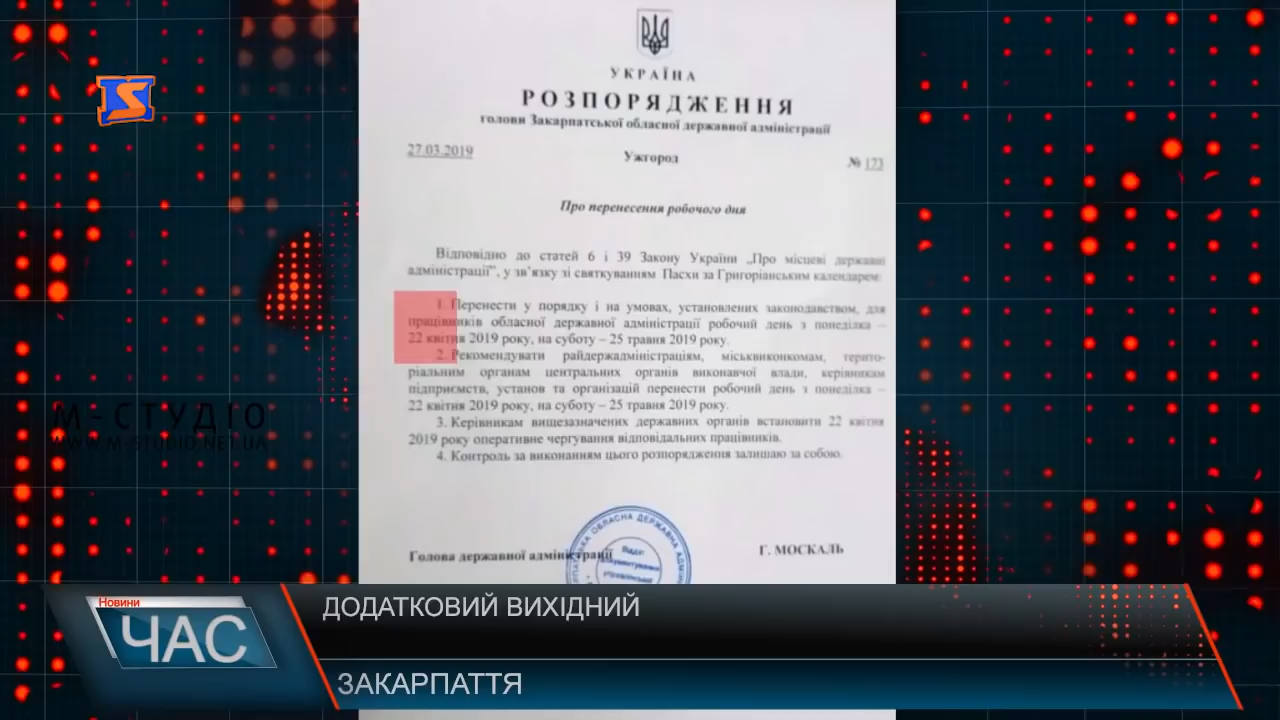 УКРАЇНА
РОЗПОРЯДЖЕННЯ
голови Закарпатської обласної державної адміністрації
27.03.2019 Ужгород № 173
Про перенесення робочого дня
Відповідно до статей 6 і 39 Закону України „Про місцеві державні
адміністрації”, у зв’язку зі святкуванням Пасхи за Григоріанським календарем:
1. Перенести у порядку і на умовах, установлених законодавством, для
працівників обласної державної адміністрації робочий день з понеділка –
22 квітня 2019 року, на суботу – 25 травня 2019 року.
2. Рекомендувати райдержадміністраціям, міськвиконкомам, терито-
ріальним органам центральних органів виконавчої влади, керівникам
підприємств, установ та організацій перенести робочий день з понеділка –
22 квітня 2019 року, на суботу – 25 травня 2019 року.
3. Керівникам вищезазначених державних органів встановити 22 квітня
2019 року оперативне чергування відповідальних працівників.
4. Контроль за виконанням цього розпорядження залишаю за собою.
Голова державної адміністрації Г. МОСКАЛЬ
ОБЛАСНА ДЕРЖАВНА
Відділ
документування
М-СТУДІО
WWW.M-STUDIO.NET.UA
Новини
ЧАС
ДОДАТКОВИЙ ВИХІДНИЙ
ЗАКАРПАТТЯ